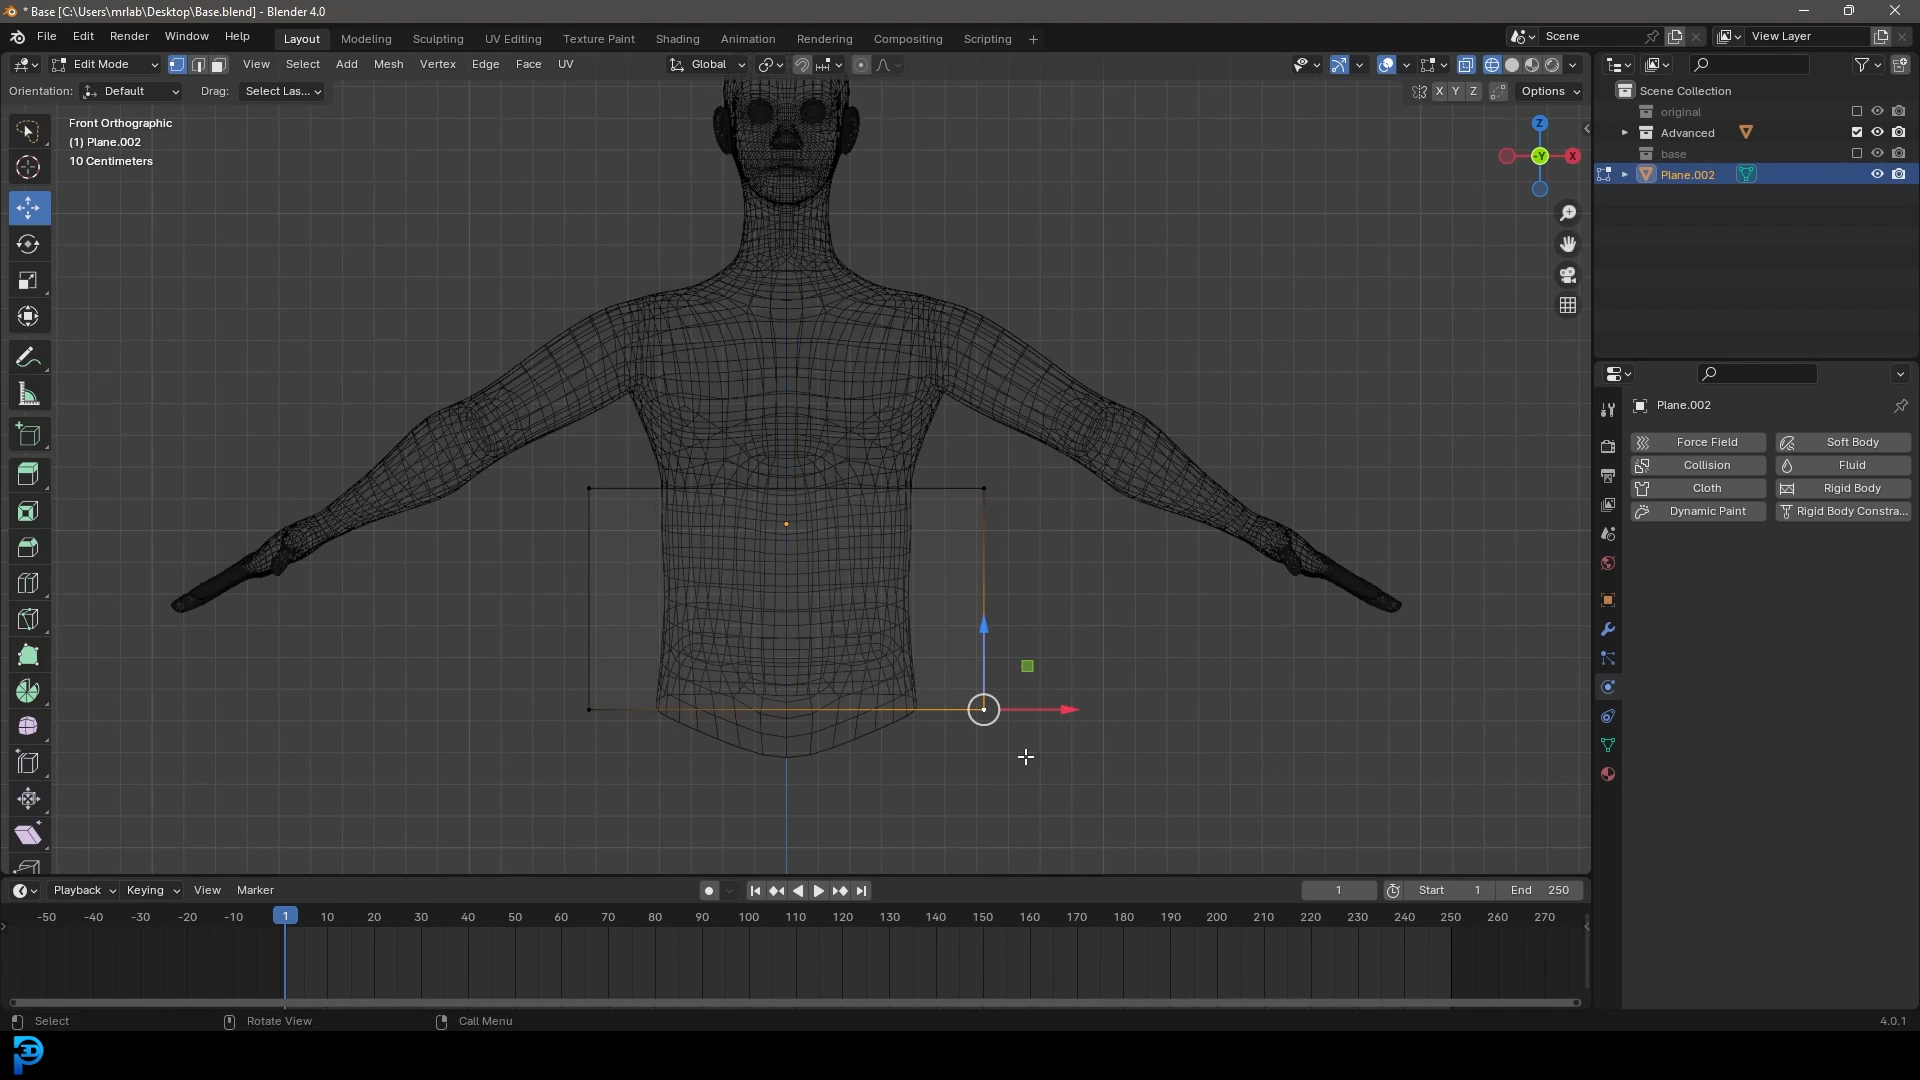 * Base [C:\Users\mrlab\Desktop\Base.blend] - Blender 4.0
File Edit Render Window Help Layout Modeling Sculpting UV Editing Texture Paint Shading Animation Rendering Compositing Scripting + Scene View Layer
Edit Mode View Select Add Mesh Vertex Edge Face UV Global
Orientation: Default Drag: Select Las... X Y Z Options
Scene Collection
original
Advanced
base
Plane.002
Front Orthographic
(1) Plane.002
10 Centimeters
Z
-Y X
Plane.002
Force Field Soft Body
Collision Fluid
Cloth Rigid Body
Dynamic Paint Rigid Body Constra...
Playback Keying View Marker 1 Start 1 End 250
-50 -40 -30 -20 -10 1 10 20 30 40 50 60 70 80 90 100 110 120 130 140 150 160 170 180 190 200 210 220 230 240 250 260 270
Select Rotate View Call Menu 4.0.1
3D